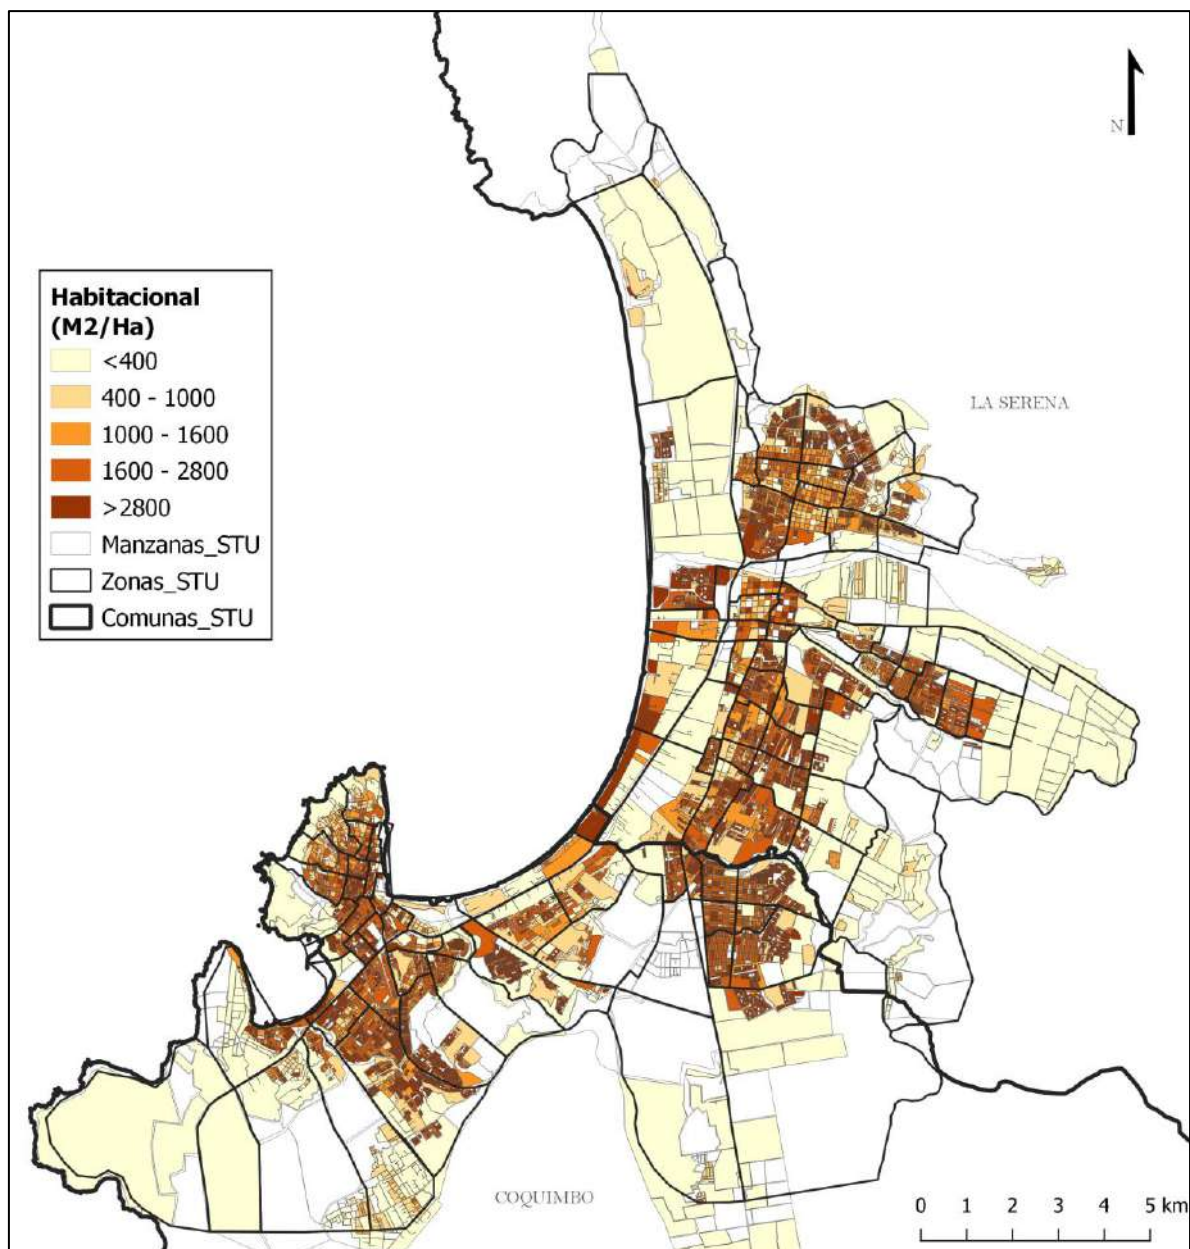 N
Habitacional
(M2/Ha)
<400
400 - 1000
1000 - 1600
1600 - 2800
>2800
Manzanas_STU
Zonas_STU
Comunas_STU
LA SERENA
COQUIMBO
0 1 2 3 4 5 km